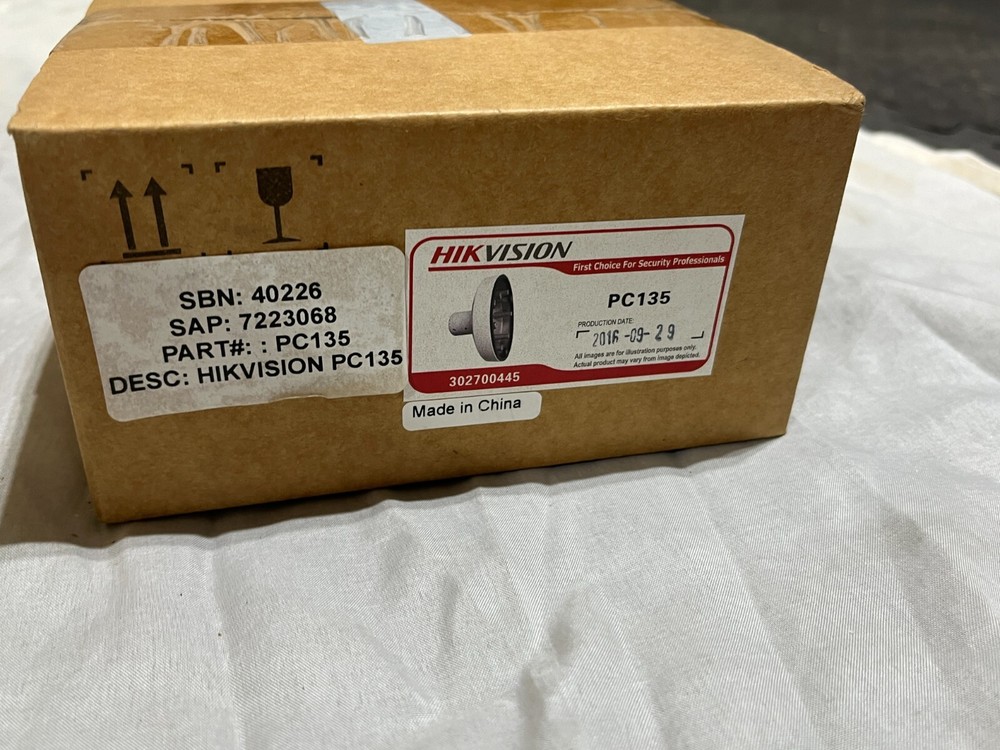 SBN: 40226
SAP: 7223068
PART#: : PC135
DESC: HIKVISION PC135
HIKVISION
First Choice For Security Professionals
PC135
PRODUCTION DATE:
2016-09-29
All images are for illustration purposes only.
Actual product may vary from image depicted.
302700445
Made in China